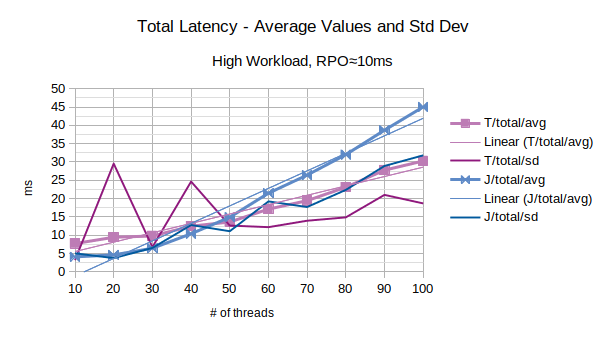 Total Latency - Average Values and Std Dev
High Workload, RPO≈10ms
50
45
40
35
30
25
20
15
10
5
0
ms
10 20 30 40 50 60 70 80 90 100
# of threads
T/total/avg
Linear (T/total/avg)
T/total/sd
J/total/avg
Linear (J/total/avg)
J/total/sd